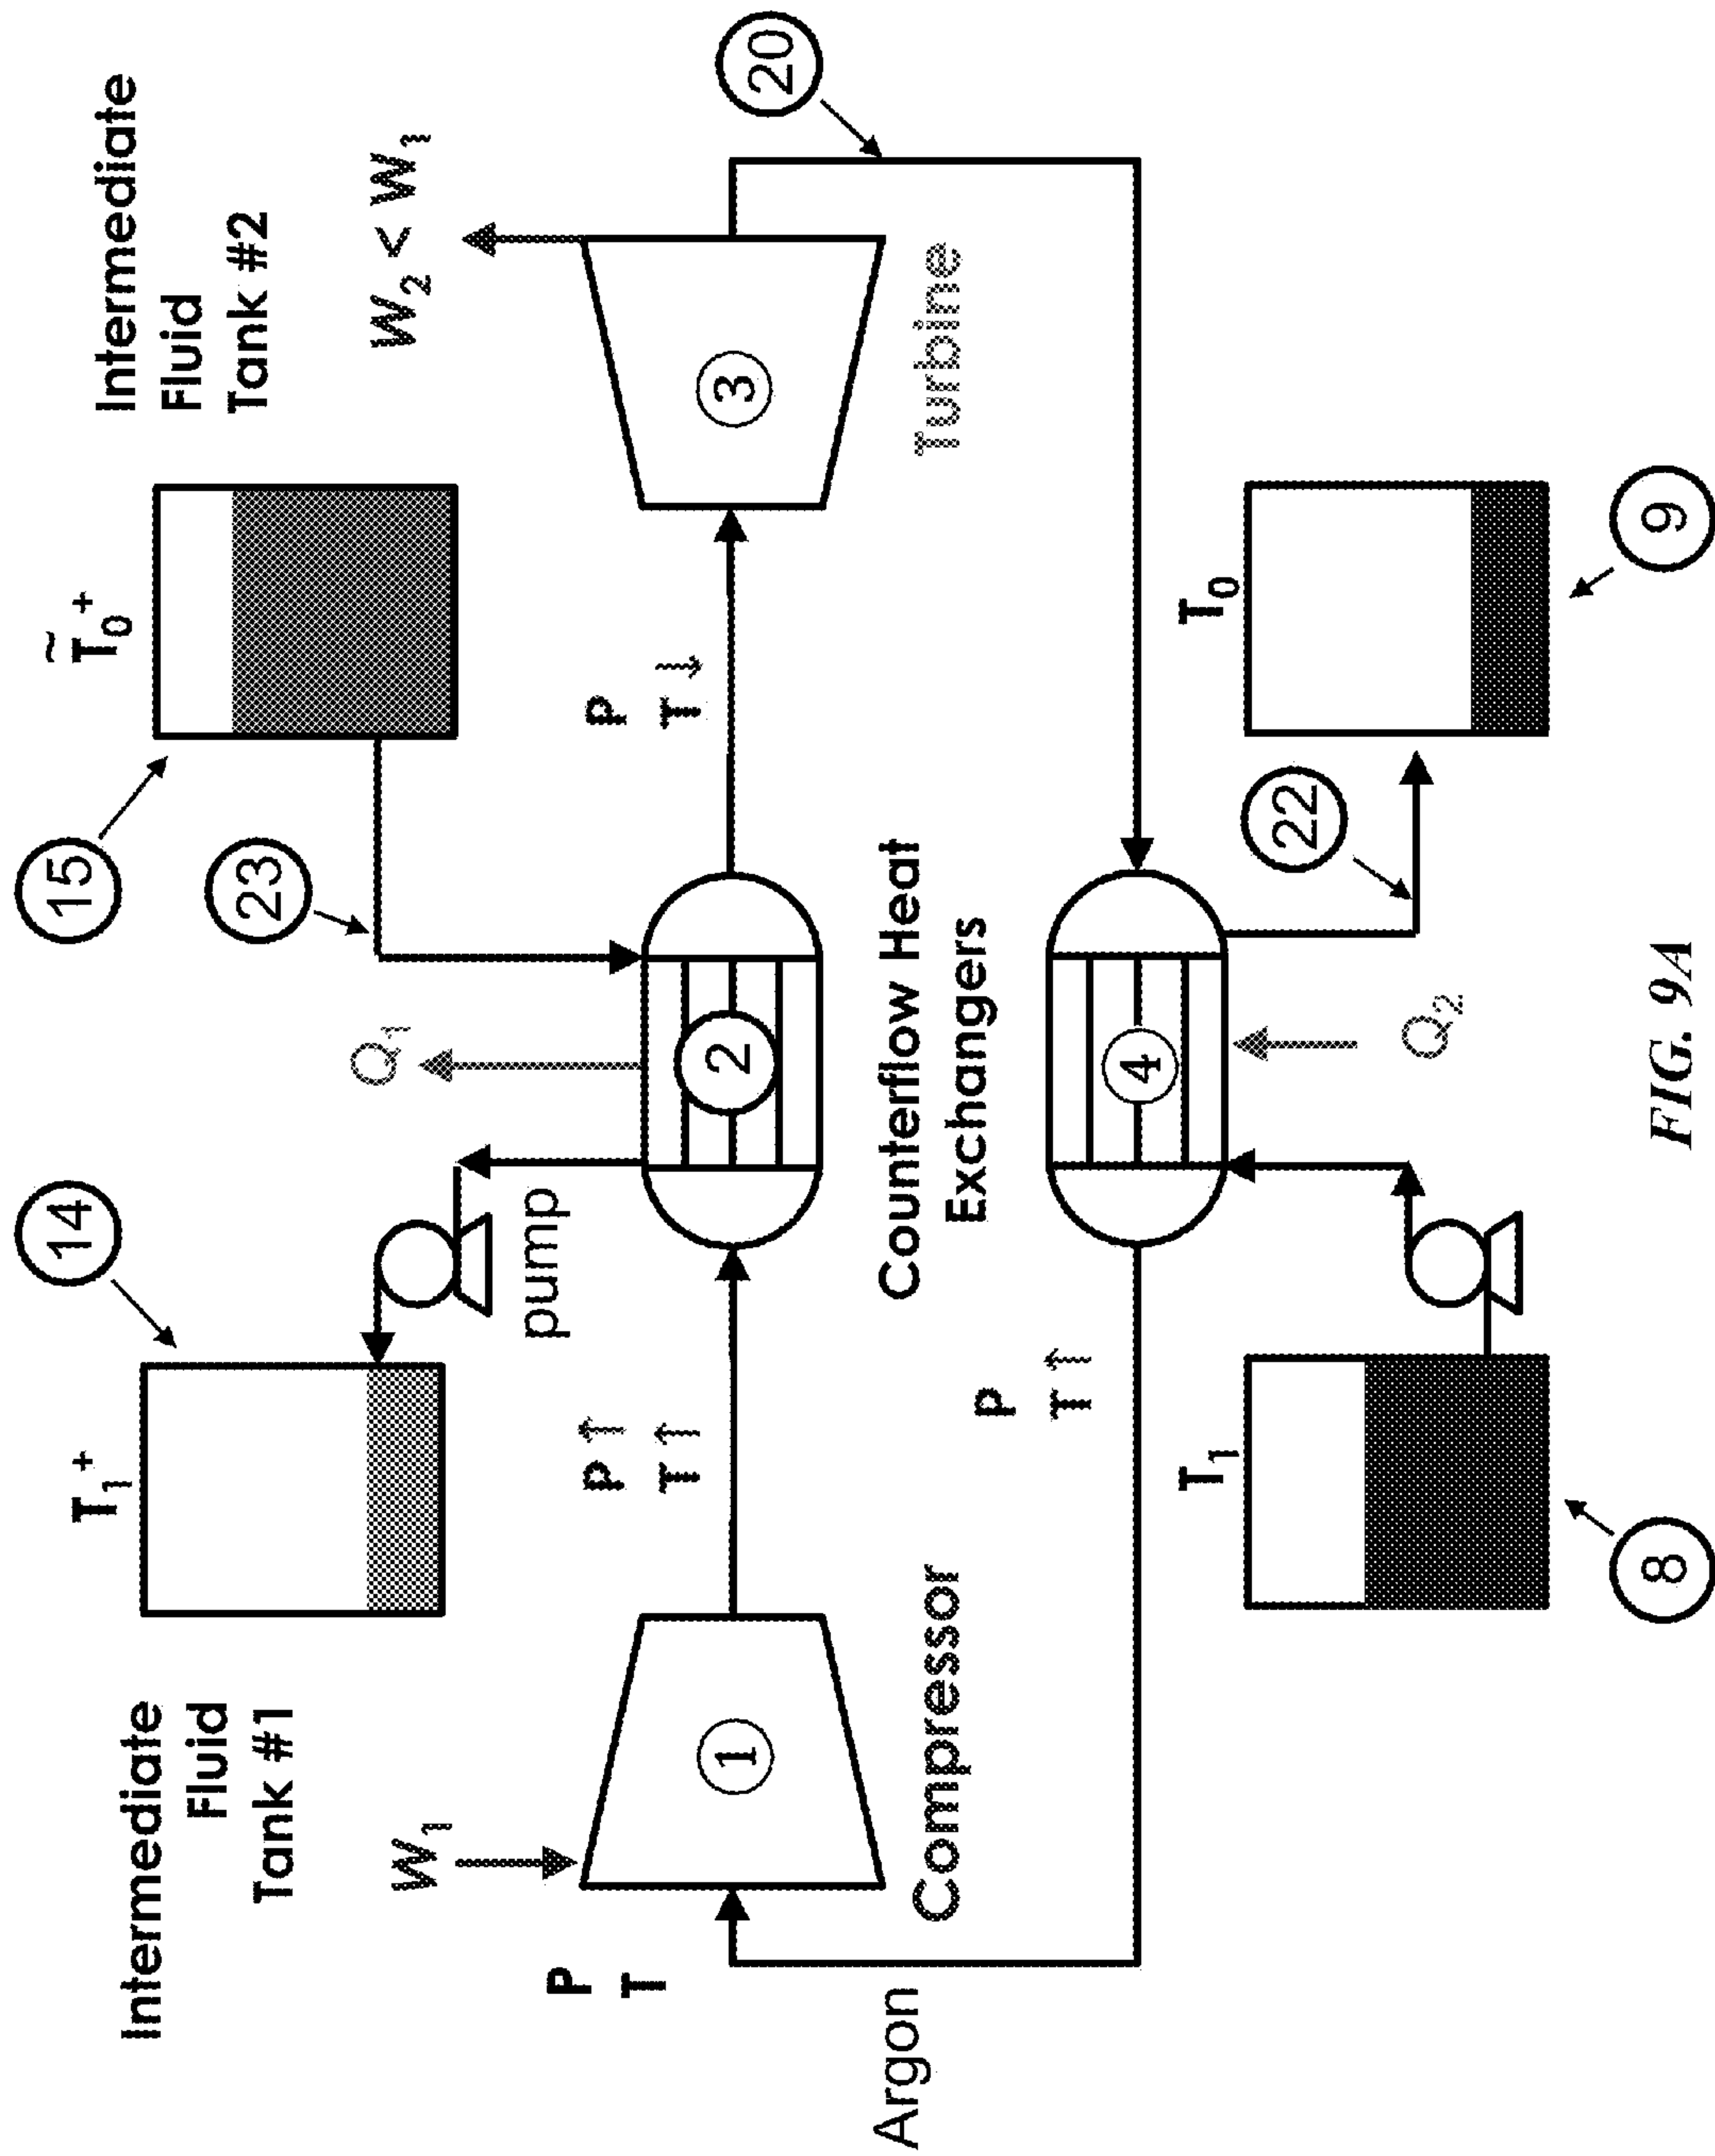 Intermediate
Fluid
Tank #1
T₁⁺
14
15
T̃₀⁺
Intermediate
Fluid
Tank #2
23
W₁
pump
Q₁
W₂ < W₁
20
P
T
1
P↑
T↑
2
P
T↓
3
Argon
Compressor
Counterflow Heat
Exchangers
Turbine
P
T↑
4
T₁
Q₂
22
T₀
8
9
FIG. 9A